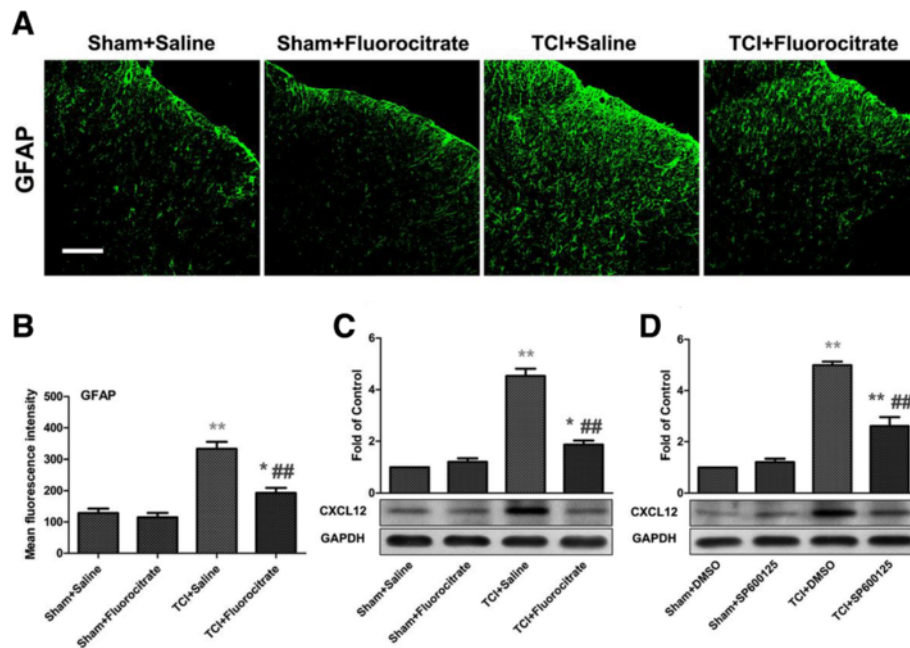 A
Sham+Saline Sham+Fluorocitrate TCI+Saline TCI+Fluorocitrate
GFAP
B
GFAP
Mean fluorescence intensity
500
400
300
200
100
0
**
* ##
Sham+Saline
Sham+Fluorocitrate
TCI+Saline
TCI+Fluorocitrate
C
Fold of Control
6
4
2
0
**
* ##
CXCL12
GAPDH
Sham+Saline
Sham+Fluorocitrate
TCI+Saline
TCI+Fluorocitrate
D
Fold of Control
6
4
2
0
**
** ##
CXCL12
GAPDH
Sham+DMSO
Sham+SP600125
TCI+DMSO
TCI+SP600125